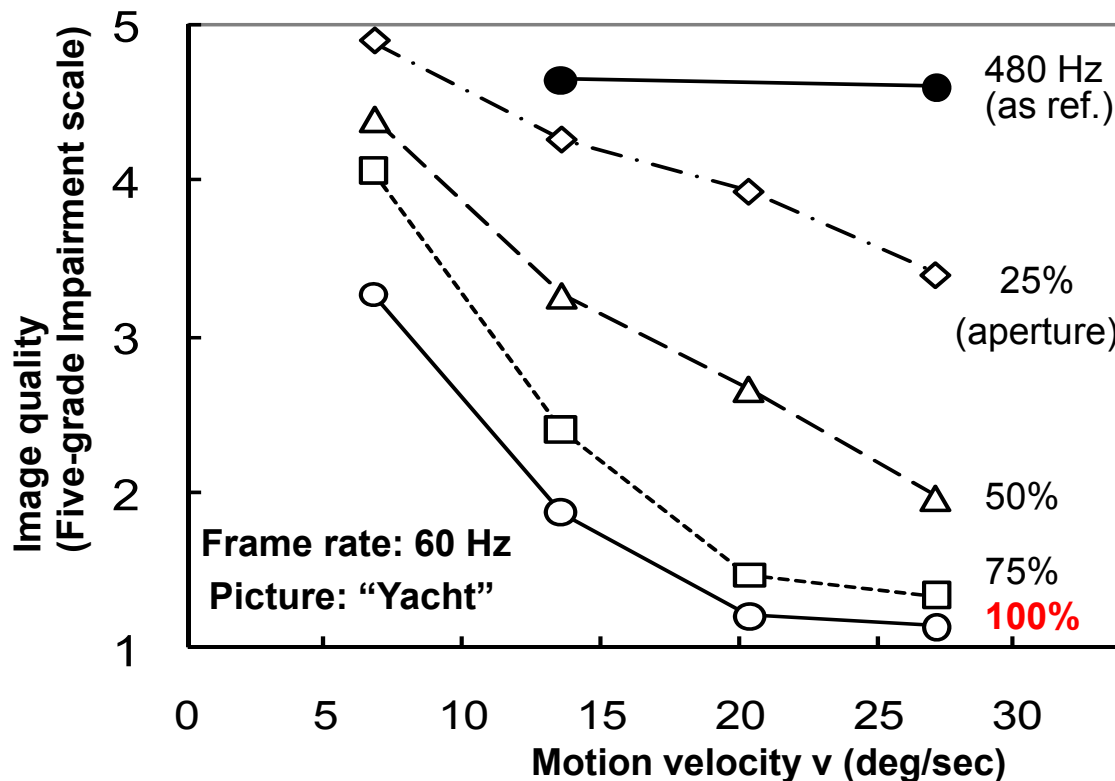 5
4
3
2
1
0
5
10
15
20
25
30
Image quality
(Five-grade Impairment scale)
Motion velocity v (deg/sec)
480 Hz
(as ref.)
25%
(aperture)
50%
75%
100%
Frame rate: 60 Hz
Picture: “Yacht”